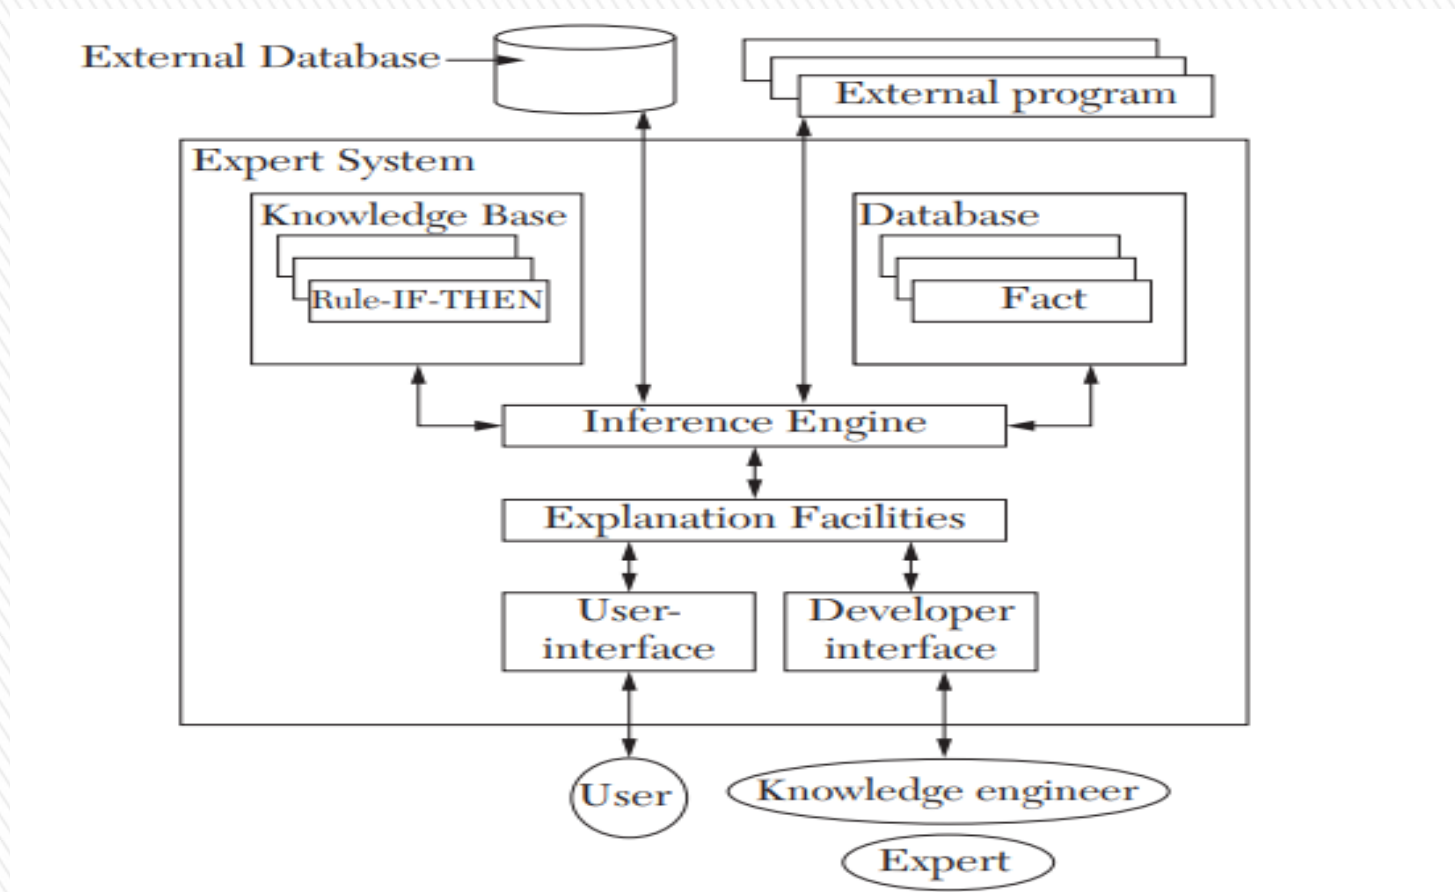 External Database
External program
Expert System
Knowledge Base
Rule-IF-THEN
Database
Fact
Inference Engine
Explanation Facilities
User-
interface
Developer
interface
User
Knowledge engineer
Expert